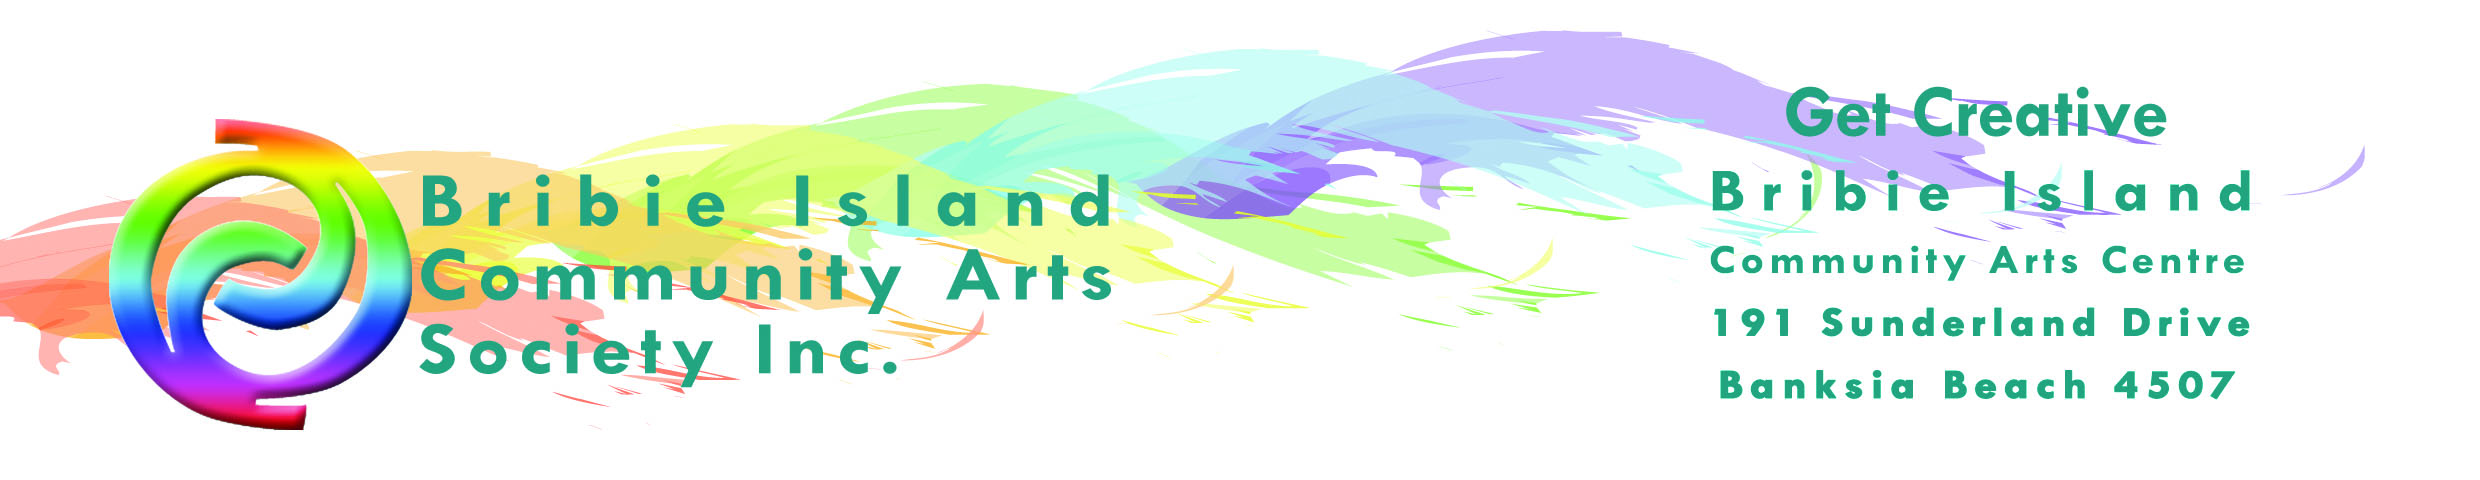 Bribie Island
Community Arts
Society Inc.
Get Creative
Bribie Island
Community Arts Centre
191 Sunderland Drive
Banksia Beach 4507